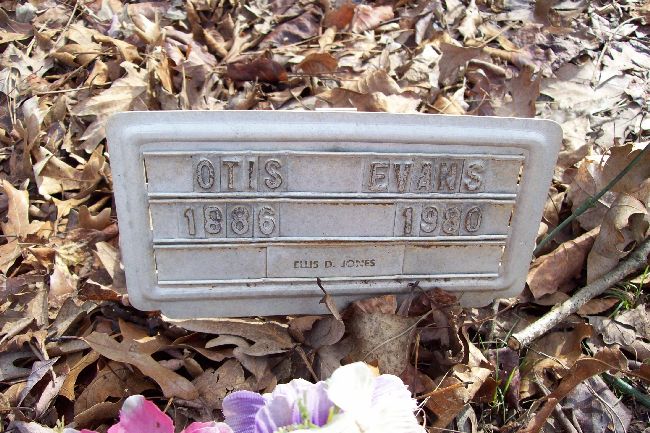 OTIS EVANS
1886 1980
ELLIS D. JONES